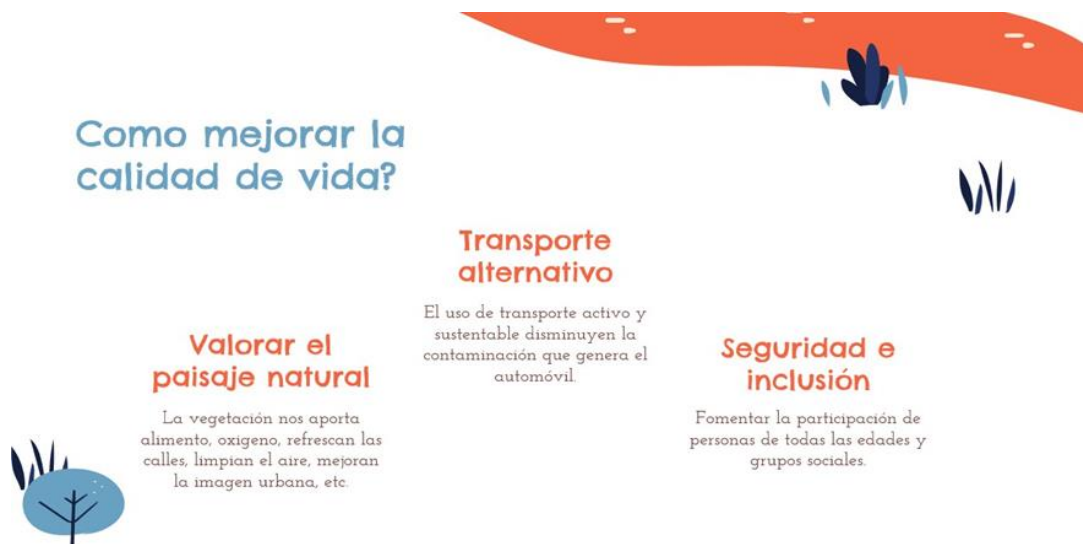 Como mejorar la
calidad de vida?
Valorar el
paisaje natural
La vegetación nos aporta
alimento, oxigeno, refrescan las
calles, limpian el aire, mejoran
la imagen urbana, etc.
Transporte
alternativo
El uso de transporte activo y
sustentable disminuyen la
contaminación que genera el
automóvil.
Seguridad e
inclusión
Fomentar la participación de
personas de todas las edades y
grupos sociales.